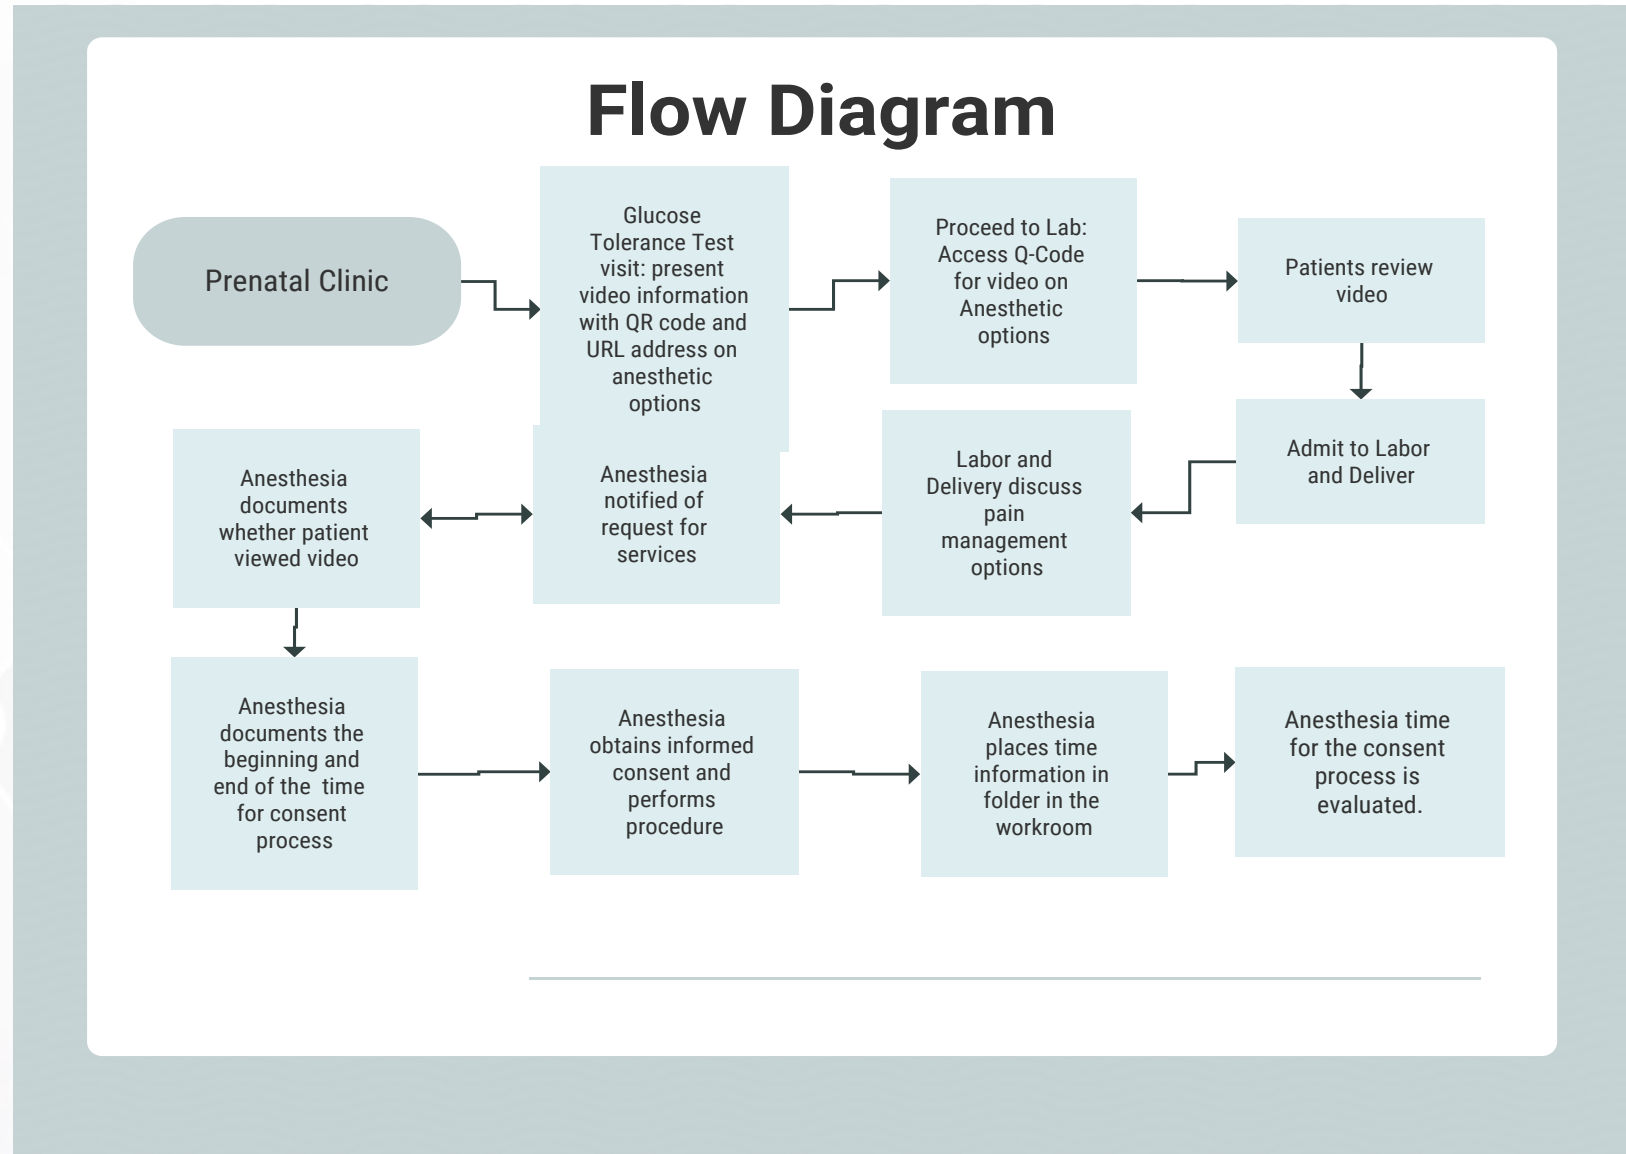 Flow Diagram
Prenatal Clinic
Glucose
Tolerance Test
visit: present
video information
with QR code and
URL address on
anesthetic
options
Proceed to Lab:
Access Q-Code
for video on
Anesthetic
options
Patients review
video
Admit to Labor
and Deliver
Labor and
Delivery discuss
pain
management
options
Anesthesia
notified of
request for
services
Anesthesia
documents
whether patient
viewed video
Anesthesia
documents the
beginning and
end of the  time
for consent
process
Anesthesia
obtains informed
consent and
performs
procedure
Anesthesia
places time
information in
folder in the
workroom
Anesthesia time
for the consent
process is
evaluated.